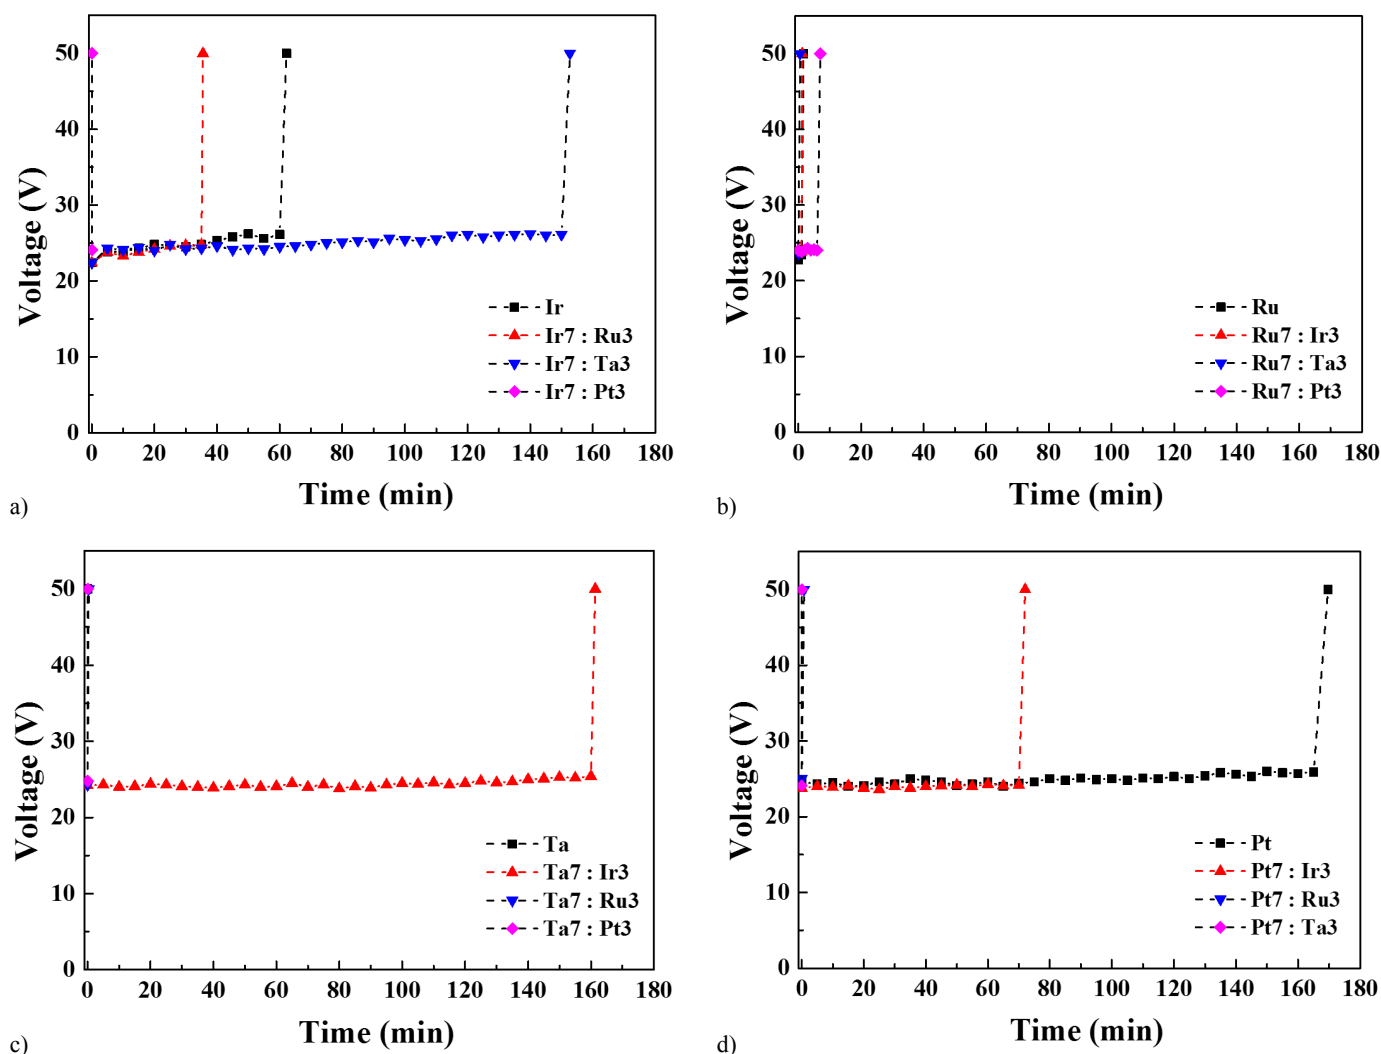 50
40
30
20
10
0
Voltage (V)
Ir
Ir7 : Ru3
Ir7 : Ta3
Ir7 : Pt3
0 20 40 60 80 100 120 140 160 180
Time (min)
a)
50
40
30
20
10
0
Voltage (V)
Ru
Ru7 : Ir3
Ru7 : Ta3
Ru7 : Pt3
0 20 40 60 80 100 120 140 160 180
Time (min)
b)
50
40
30
20
10
0
Voltage (V)
Ta
Ta7 : Ir3
Ta7 : Ru3
Ta7 : Pt3
0 20 40 60 80 100 120 140 160 180
Time (min)
c)
50
40
30
20
10
0
Voltage (V)
Pt
Pt7 : Ir3
Pt7 : Ru3
Pt7 : Ta3
0 20 40 60 80 100 120 140 160 180
Time (min)
d)